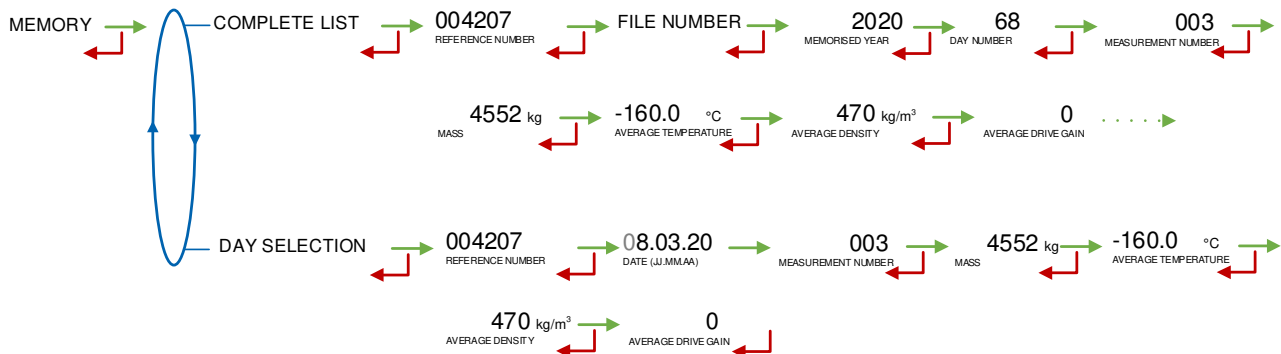 MEMORY COMPLETE LIST 004207 FILE NUMBER 2020 68 003
REFERENCE NUMBER MEMORISED YEAR DAY NUMBER MEASUREMENT NUMBER
4552 kg -160.0 °C 470 kg/m³ 0
MASS AVERAGE TEMPERATURE AVERAGE DENSITY AVERAGE DRIVE GAIN
DAY SELECTION 004207 08.03.20 003 4552 kg -160.0 °C
REFERENCE NUMBER DATE (JJ.MM.AA) MEASUREMENT NUMBER MASS AVERAGE TEMPERATURE
470 kg/m³ 0
AVERAGE DENSITY AVERAGE DRIVE GAIN